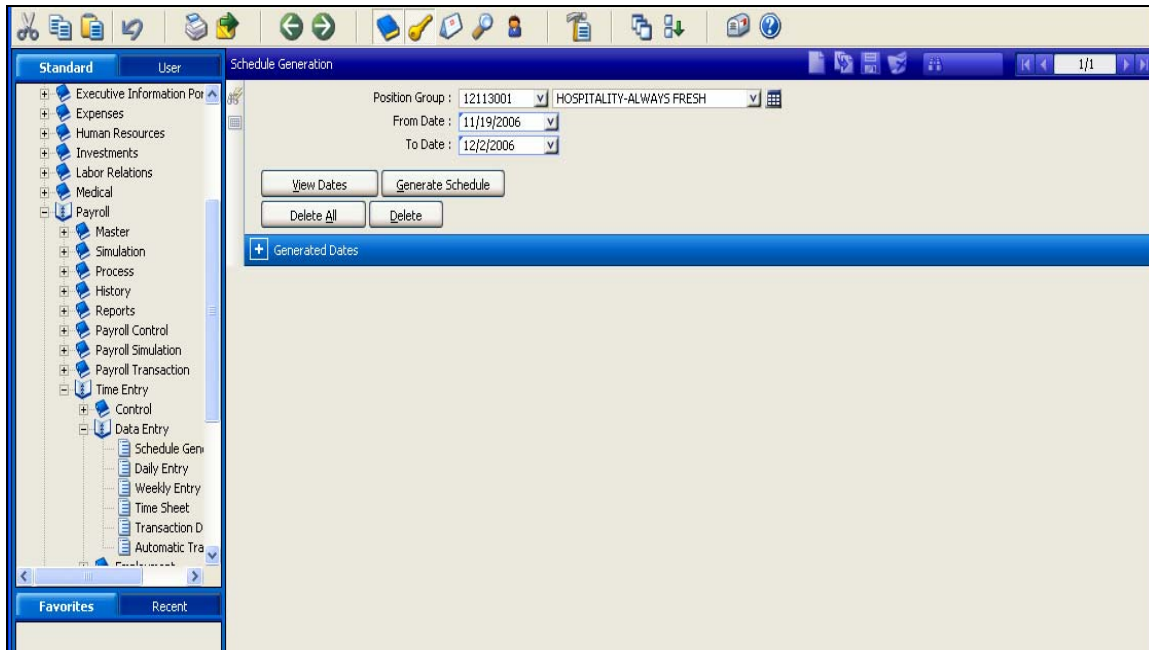 Standard User
Executive Information Por
Expenses
Human Resources
Investments
Labor Relations
Medical
Payroll
Master
Simulation
Process
History
Reports
Payroll Control
Payroll Simulation
Payroll Transaction
Time Entry
Control
Data Entry
Schedule Gen
Daily Entry
Weekly Entry
Time Sheet
Transaction D
Automatic Tra
Favorites Recent
Schedule Generation 1/1
Position Group : 12113001 HOSPITALITY-ALWAYS FRESH
From Date : 11/19/2006
To Date : 12/2/2006
View Dates Generate Schedule
Delete All Delete
Generated Dates